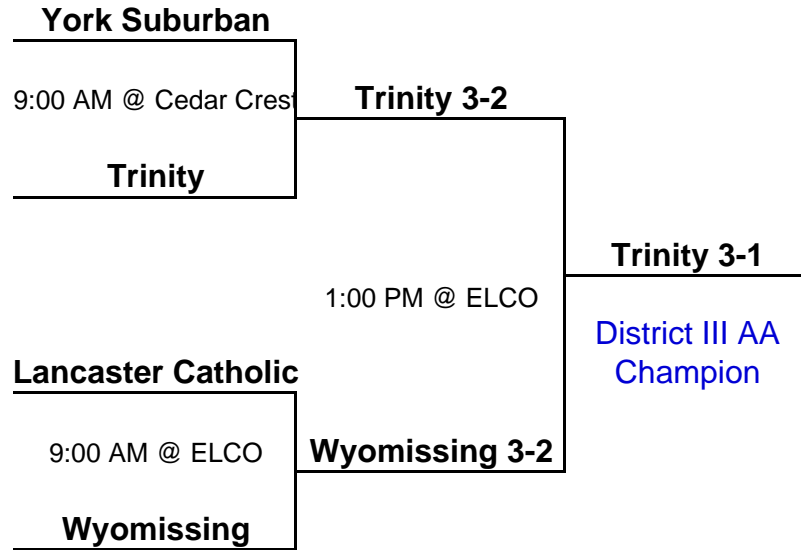 York Suburban
9:00 AM @ Cedar Crest
Trinity 3-2
Trinity
Trinity 3-1
1:00 PM @ ELCO
District III AA
Champion
Lancaster Catholic
9:00 AM @ ELCO
Wyomissing 3-2
Wyomissing